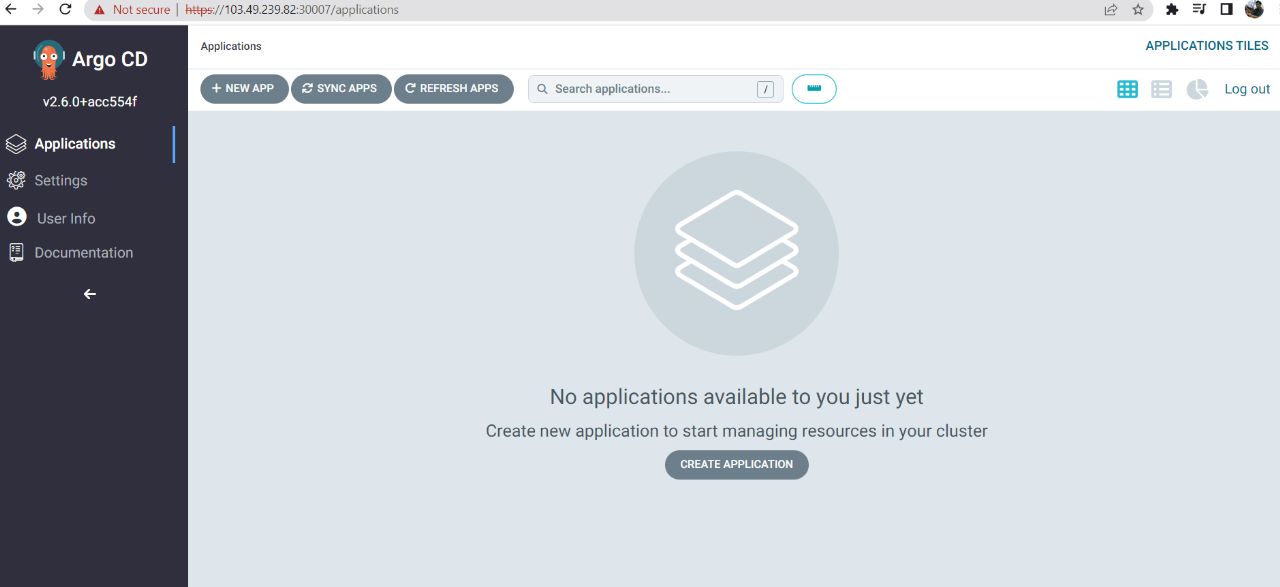 Not secure | https://103.49.239.82:30007/applications
Argo CD
v2.6.0+acc554f
Applications
Settings
User Info
Documentation
Applications
APPLICATIONS TILES
+ NEW APP
SYNC APPS
REFRESH APPS
Search applications...
/
Log out
No applications available to you just yet
Create new application to start managing resources in your cluster
CREATE APPLICATION